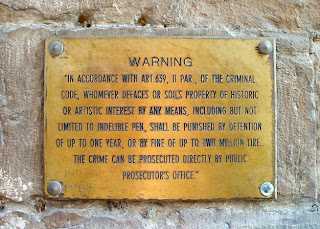 WARNING
"IN ACCORDANCE WITH ART.639, II PAR., OF THE CRIMINAL
CODE, WHOMEVER DEFACES OR SOILS PROPERTY OF HISTORIC
OR ARTISTIC INTEREST BY ANY MEANS, INCLUDING BUT NOT
LIMITED TO INDELIBLE PEN, SHALL BE PUNISHED BY DETENTION
OF UP TO ONE YEAR, OR BY FINE OF UP TO TWO MILLION LIRE.
THE CRIME CAN BE PROSECUTED DIRECTLY BY PUBLIC
PROSECUTOR'S OFFICE."